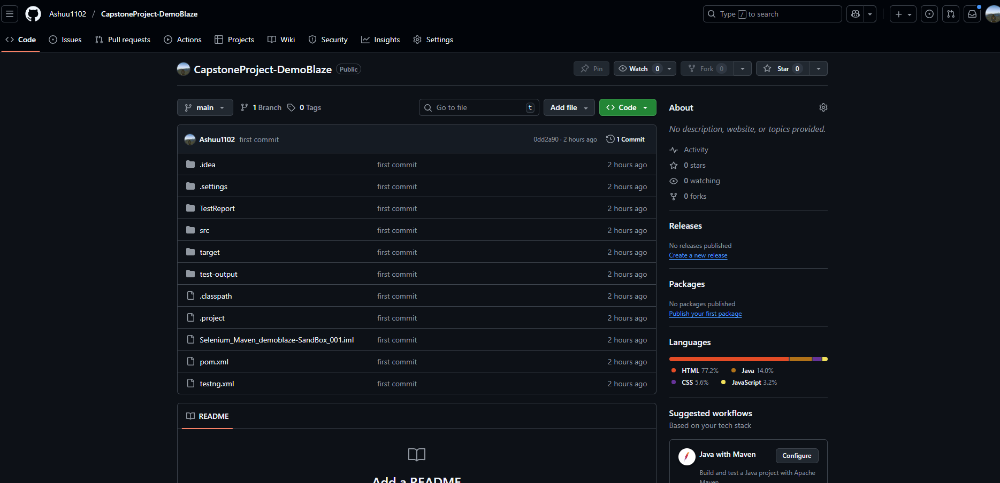 Ashuu1102 / CapstoneProject-DemoBlaze
Type / to search
Code Issues Pull requests Actions Projects Wiki Security Insights Settings
CapstoneProject-DemoBlaze Public
Pin Watch 0 Fork 0 Star 0
main 1 Branch 0 Tags
Go to file t Add file Code
Ashuu1102 first commit 0dd2a90 · 2 hours ago 1 Commit
.idea first commit 2 hours ago
.settings first commit 2 hours ago
TestReport first commit 2 hours ago
src first commit 2 hours ago
target first commit 2 hours ago
test-output first commit 2 hours ago
.classpath first commit 2 hours ago
.project first commit 2 hours ago
Selenium_Maven_demoblaze-SandBox_001.iml first commit 2 hours ago
pom.xml first commit 2 hours ago
testng.xml first commit 2 hours ago
README
Add a README
About
No description, website, or topics provided.
Activity
0 stars
0 watching
0 forks
Releases
No releases published
Create a new release
Packages
No packages published
Publish your first package
Languages
HTML 77.2% Java 14.0%
CSS 5.6% JavaScript 3.2%
Suggested workflows
Based on your tech stack
Java with Maven Configure
Build and test a Java project with Apache
Maven